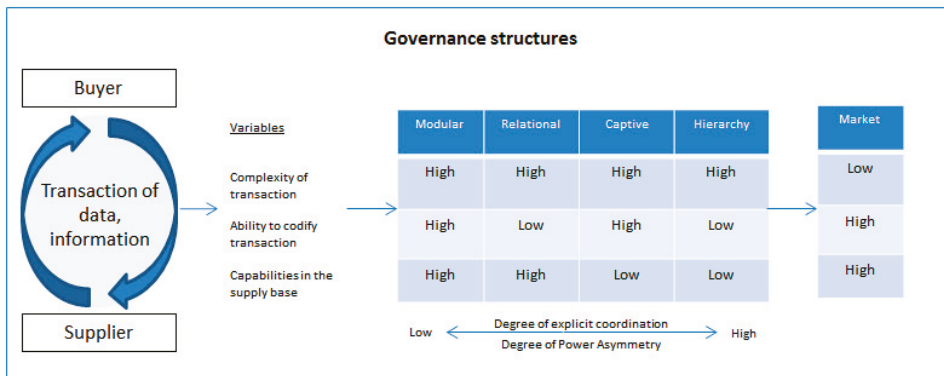 Governance structures
Buyer
Transaction of
data,
information
Supplier
Variables
Complexity of
transaction
Ability to codify
transaction
Capabilities in the
supply base
Modular Relational Captive Hierarchy
High High High High
High Low High Low
High High Low Low
Market
Low
High
High
Low Degree of explicit coordination High
Degree of Power Asymmetry